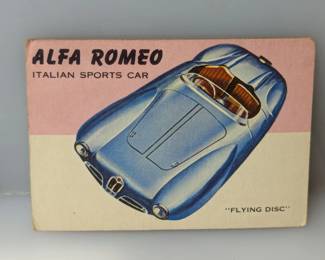 ALFA ROMEO
ITALIAN SPORTS CAR
"FLYING DISC"